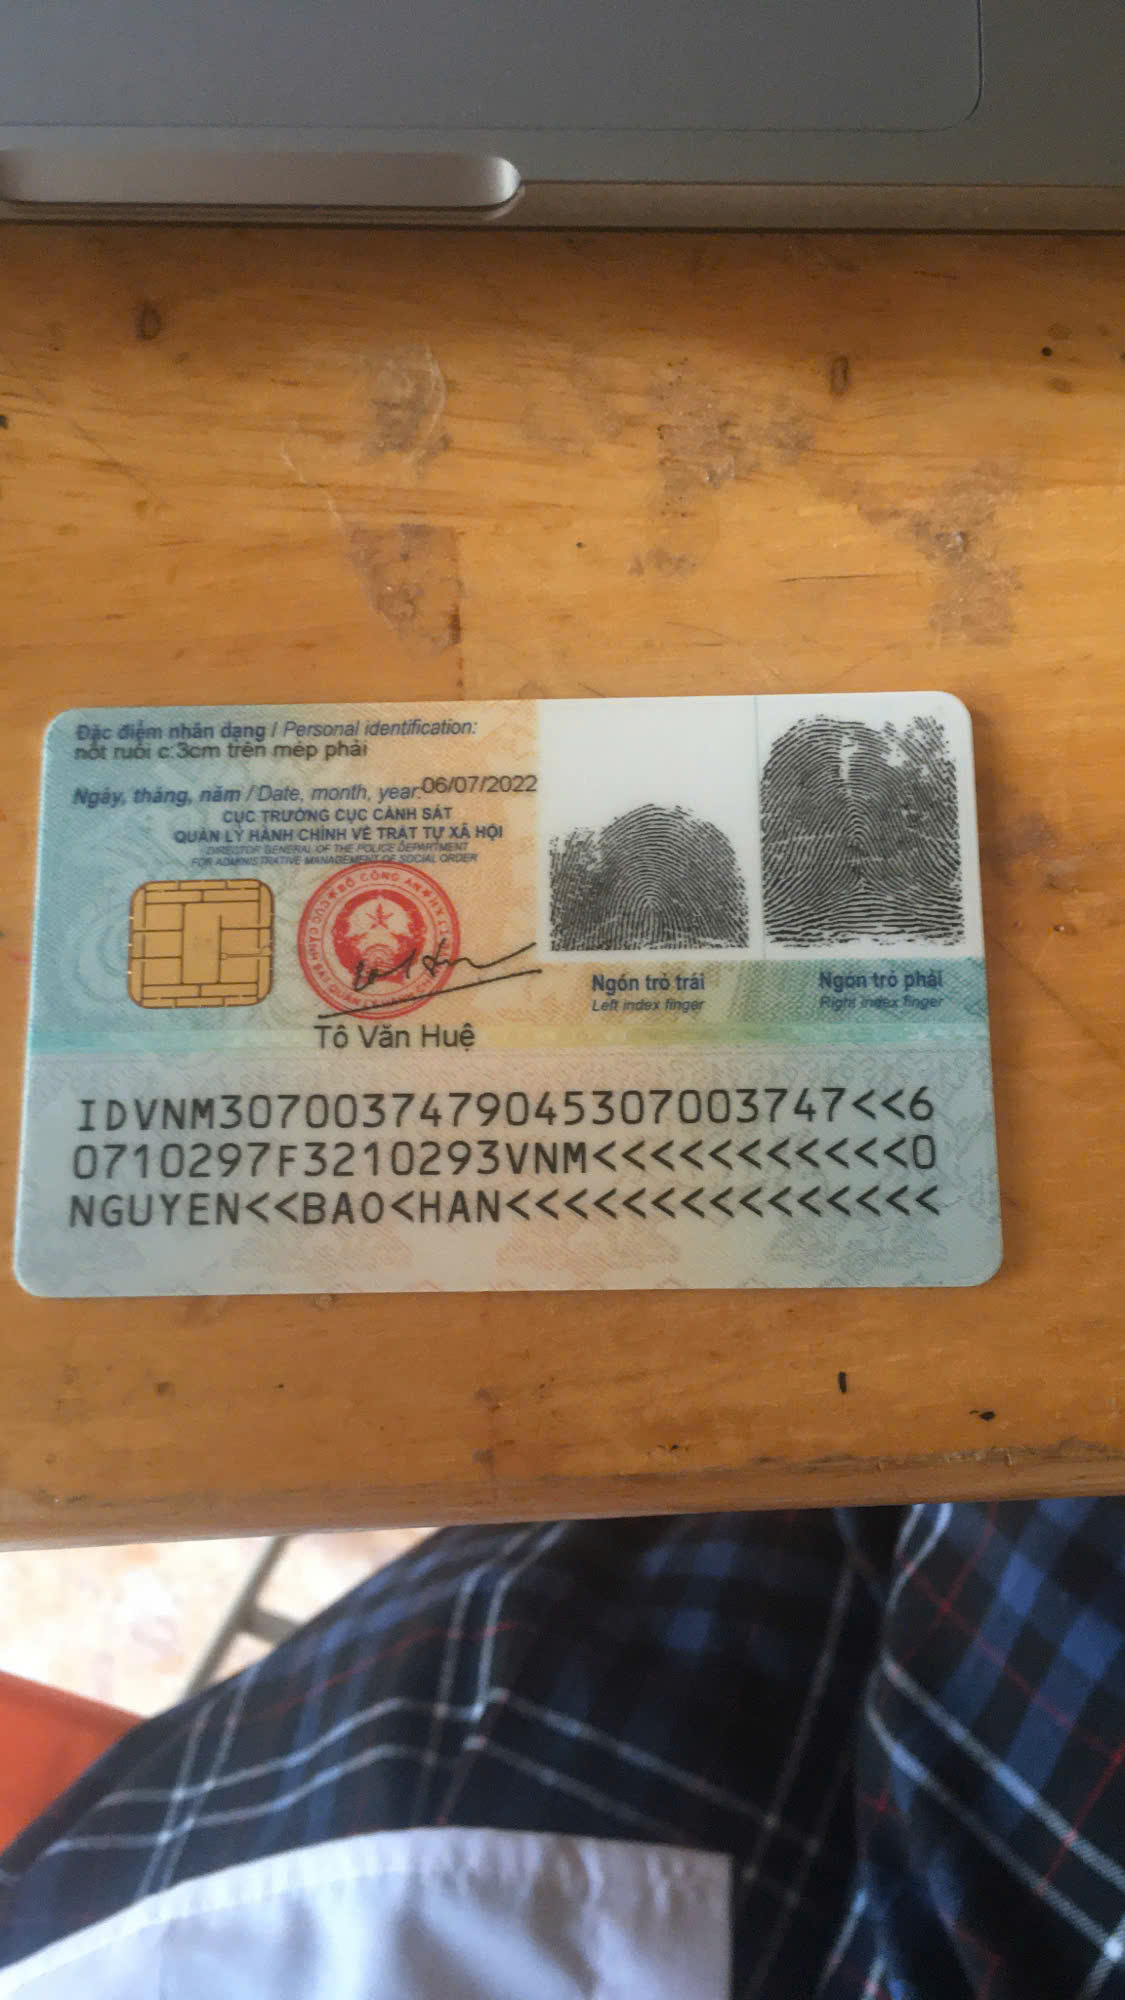 Đặc điểm nhân dạng / Personal identification:
nốt ruồi c:3cm trên mép phải
Ngày, tháng, năm / Date, month, year: 06/07/2022
CỤC TRƯỞNG CỤC CẢNH SÁT
QUẢN LÝ HÀNH CHÍNH VỀ TRẬT TỰ XÃ HỘI
DIRECTOR GENERAL OF THE POLICE DEPARTMENT
FOR ADMINISTRATIVE MANAGEMENT OF SOCIAL ORDER
BỘ CÔNG AN
Tô Văn Huệ
Ngón trỏ trái
Left index finger
Ngón trỏ phải
Right index finger
IDVNM3070037479045307003747<<6
0710297F3210293VNM<<<<<<<<<<<0
NGUYEN<<BAO<HAN<<<<<<<<<<<<<<<